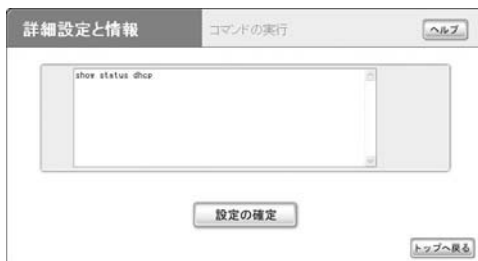 詳細設定と情報
コマンドの実行
ヘルプ
show status dhcp
設定の確定
トップへ戻る